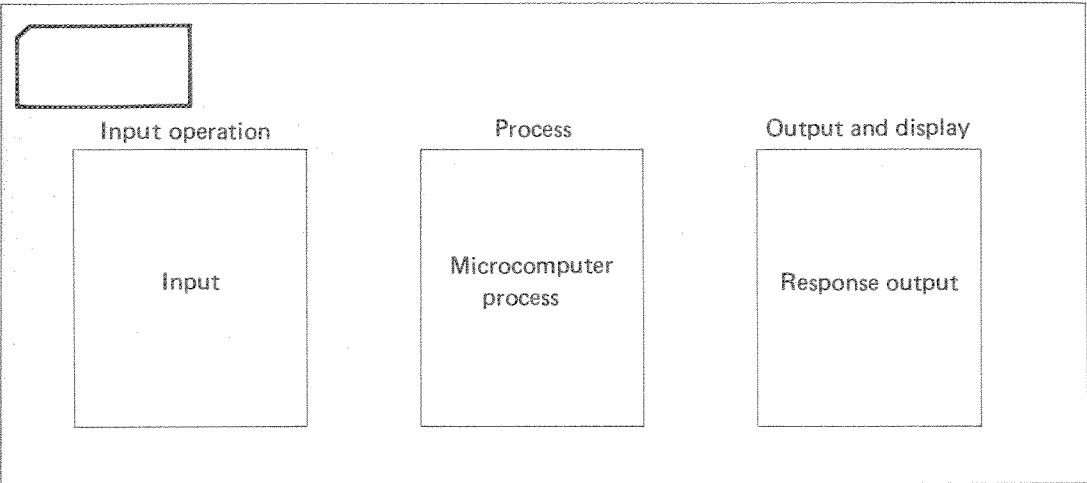 Input operation
Process
Output and display
Input
Microcomputer
process
Response output